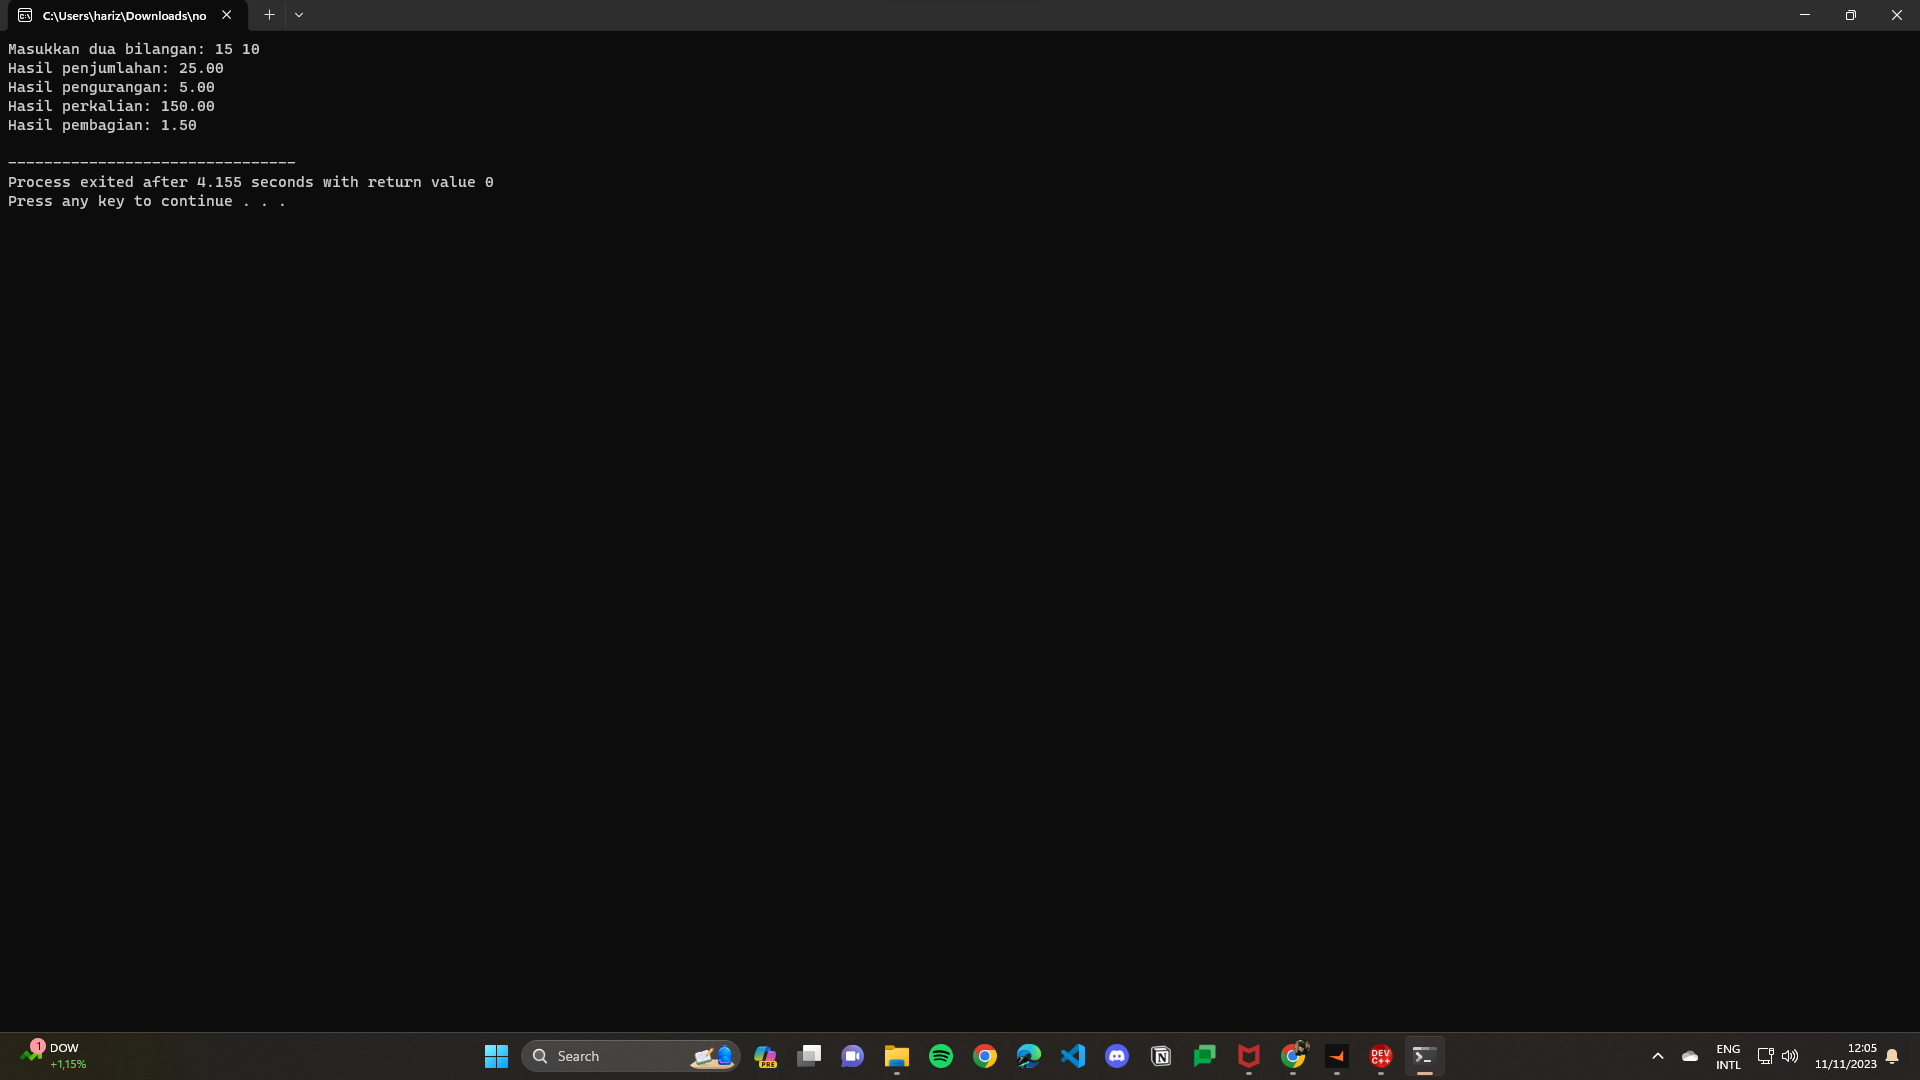 C:\Users\hariz\Downloads\no
Masukkan dua bilangan: 15 10
Hasil penjumlahan: 25.00
Hasil pengurangan: 5.00
Hasil perkalian: 150.00
Hasil pembagian: 1.50
--------------------------------
Process exited after 4.155 seconds with return value 0
Press any key to continue . . .
1
DOW
+1,15%
Search
PRE
DEV
C++
ENG
INTL
12:05
11/11/2023